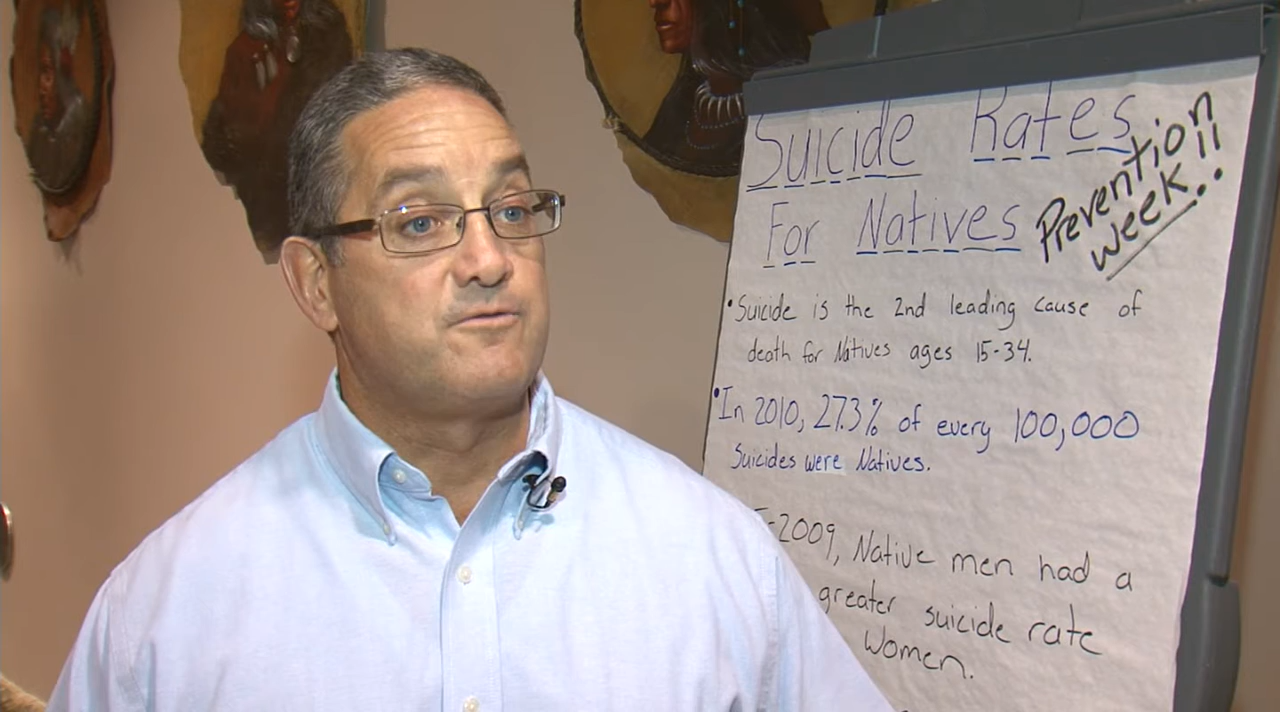 Suicide Rates
For Natives
Prevention
week!!
• Suicide is the 2nd leading cause of
death for Natives ages 15-34.
• In 2010, 27.3% of every 100,000
Suicides were Natives.
-2009, Native men had a
greater suicide rate
women.